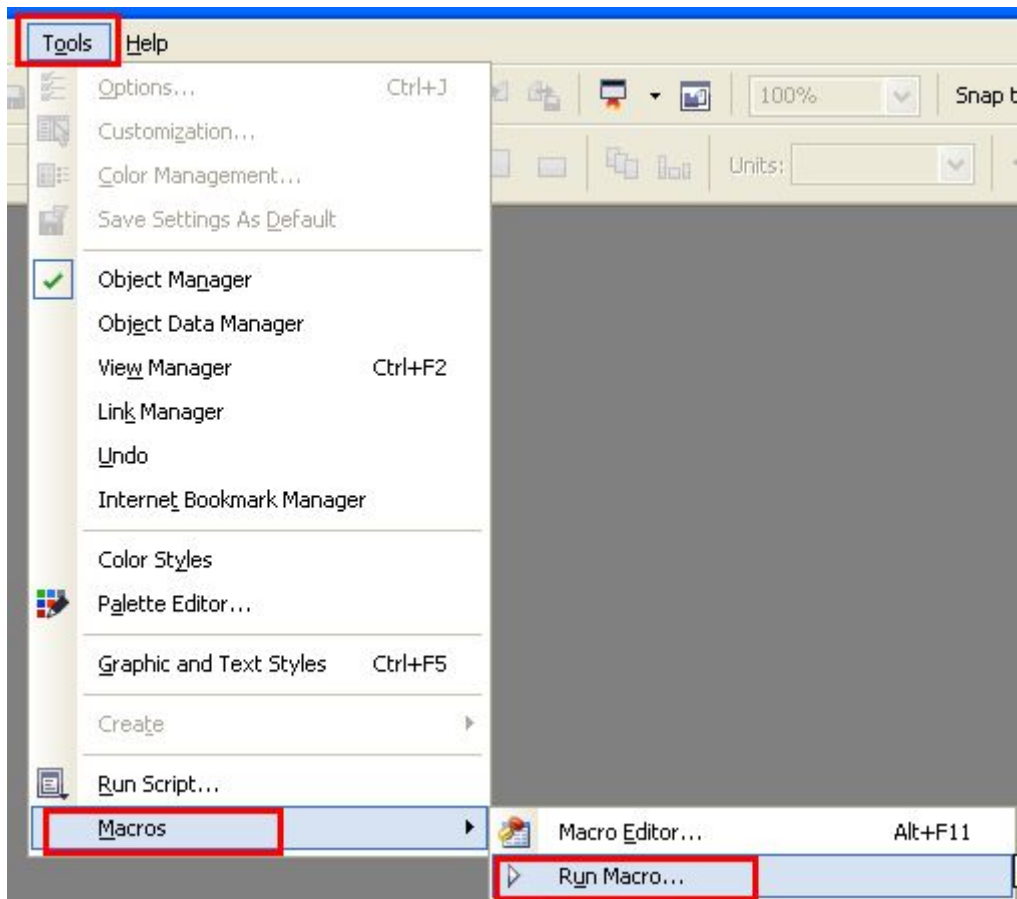 Tools Help
Options... Ctrl+J
100% Snap t
Customization...
Color Management... Units:
Save Settings As Default
Object Manager
Object Data Manager
View Manager Ctrl+F2
Link Manager
Undo
Internet Bookmark Manager
Color Styles
Palette Editor...
Graphic and Text Styles Ctrl+F5
Create
Run Script...
Macros
Macro Editor... Alt+F11
Run Macro...